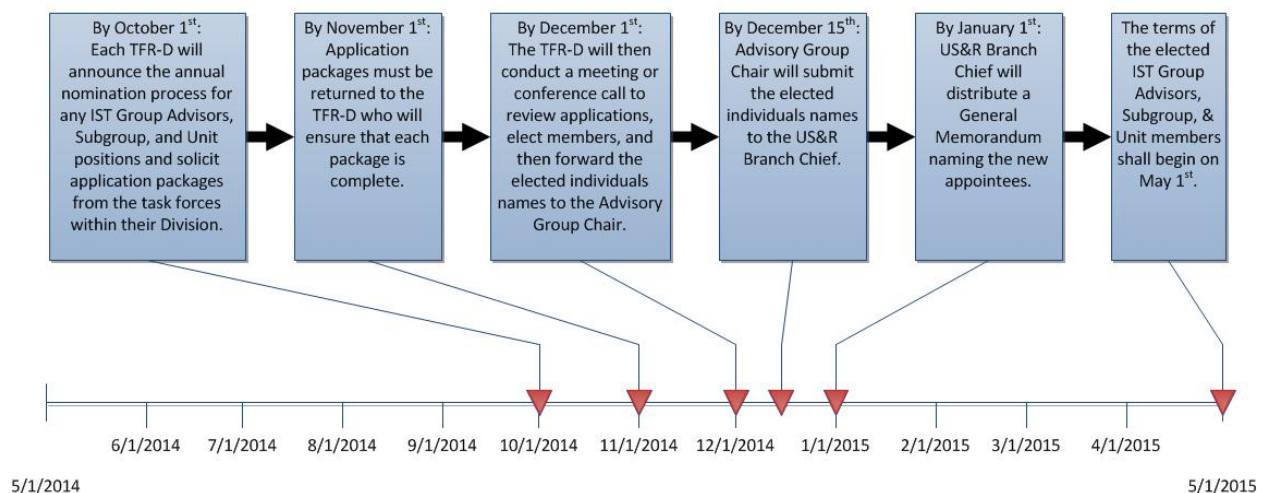 By October 1st:
Each TFR-D will
announce the annual
nomination process for
any IST Group Advisors,
Subgroup, and Unit
positions and solicit
application packages
from the task forces
within their Division.
By November 1st:
Application
packages must be
returned to the
TFR-D who will
ensure that each
package is
complete.
By December 1st:
The TFR-D will then
conduct a meeting or
conference call to
review applications,
elect members, and
then forward the
elected individuals
names to the Advisory
Group Chair.
By December 15th:
Advisory Group
Chair will submit
the elected
individuals names
to the US&R
Branch Chief.
By January 1st:
US&R Branch
Chief will
distribute a
General
Memorandum
naming the new
appointees.
The terms of
the elected
IST Group
Advisors,
Subgroup, &
Unit members
shall begin on
May 1st.
6/1/2014 7/1/2014 8/1/2014 9/1/2014 10/1/2014 11/1/2014 12/1/2014 1/1/2015 2/1/2015 3/1/2015 4/1/2015
5/1/2014 5/1/2015